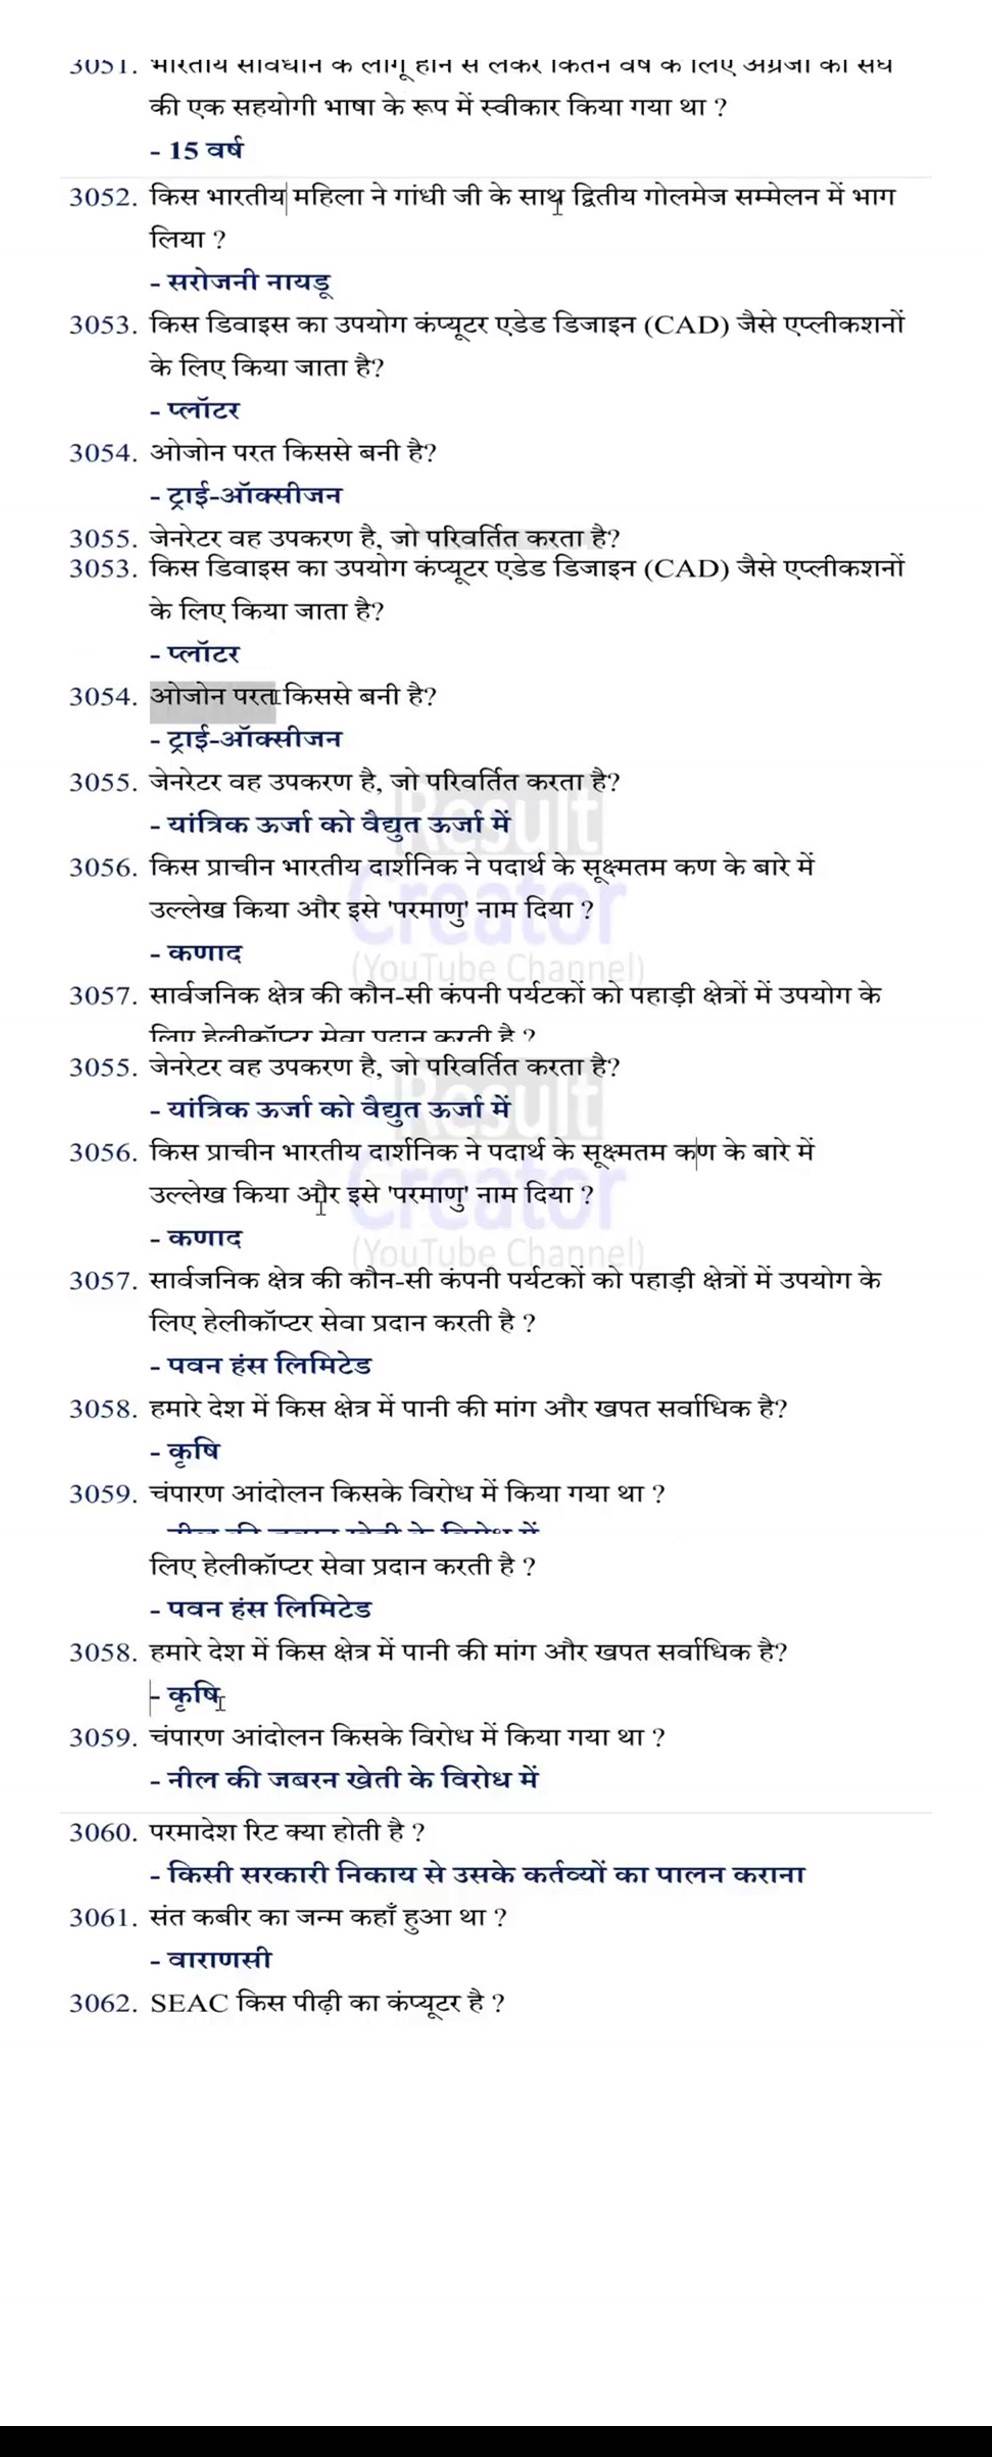 3051. भारतीय संविधान के लागू होने से लेकर कितने वर्ष के लिए अंग्रेजी को संघ
की एक सहयोगी भाषा के रूप में स्वीकार किया गया था ?
- 15 वर्ष
3052. किस भारतीय महिला ने गांधी जी के साथ द्वितीय गोलमेज सम्मेलन में भाग
लिया ?
- सरोजनी नायडू
3053. किस डिवाइस का उपयोग कंप्यूटर एडेड डिजाइन (CAD) जैसे एप्लीकशनों
के लिए किया जाता है?
- प्लॉटर
3054. ओजोन परत किससे बनी है?
- ट्राई-ऑक्सीजन
3055. जेनरेटर वह उपकरण है, जो परिवर्तित करता है?
3053. किस डिवाइस का उपयोग कंप्यूटर एडेड डिजाइन (CAD) जैसे एप्लीकशनों
के लिए किया जाता है?
- प्लॉटर
3054. ओजोन परत किससे बनी है?
- ट्राई-ऑक्सीजन
3055. जेनरेटर वह उपकरण है, जो परिवर्तित करता है?
Result
- यांत्रिक ऊर्जा को वैद्युत ऊर्जा में
3056. किस प्राचीन भारतीय दार्शनिक ने पदार्थ के सूक्ष्मतम कण के बारे में
Creator
उल्लेख किया और इसे 'परमाणु' नाम दिया ?
- कणाद
(YouTube Channel)
3057. सार्वजनिक क्षेत्र की कौन-सी कंपनी पर्यटकों को पहाड़ी क्षेत्रों में उपयोग के
लिए हेलीकॉप्टर सेवा प्रदान करती है ?
3055. जेनरेटर वह उपकरण है, जो परिवर्तित करता है?
Result
- यांत्रिक ऊर्जा को वैद्युत ऊर्जा में
3056. किस प्राचीन भारतीय दार्शनिक ने पदार्थ के सूक्ष्मतम कण के बारे में
Creator
उल्लेख किया और इसे 'परमाणु' नाम दिया ?
- कणाद
(YouTube Channel)
3057. सार्वजनिक क्षेत्र की कौन-सी कंपनी पर्यटकों को पहाड़ी क्षेत्रों में उपयोग के
लिए हेलीकॉप्टर सेवा प्रदान करती है ?
- पवन हंस लिमिटेड
3058. हमारे देश में किस क्षेत्र में पानी की मांग और खपत सर्वाधिक है?
- कृषि
3059. चंपारण आंदोलन किसके विरोध में किया गया था ?
लिए हेलीकॉप्टर सेवा प्रदान करती है ?
- पवन हंस लिमिटेड
3058. हमारे देश में किस क्षेत्र में पानी की मांग और खपत सर्वाधिक है?
- कृषि
3059. चंपारण आंदोलन किसके विरोध में किया गया था ?
- नील की जबरन खेती के विरोध में
3060. परमादेश रिट क्या होती है ?
- किसी सरकारी निकाय से उसके कर्तव्यों का पालन कराना
3061. संत कबीर का जन्म कहाँ हुआ था ?
- वाराणसी
3062. SEAC किस पीढ़ी का कंप्यूटर है ?